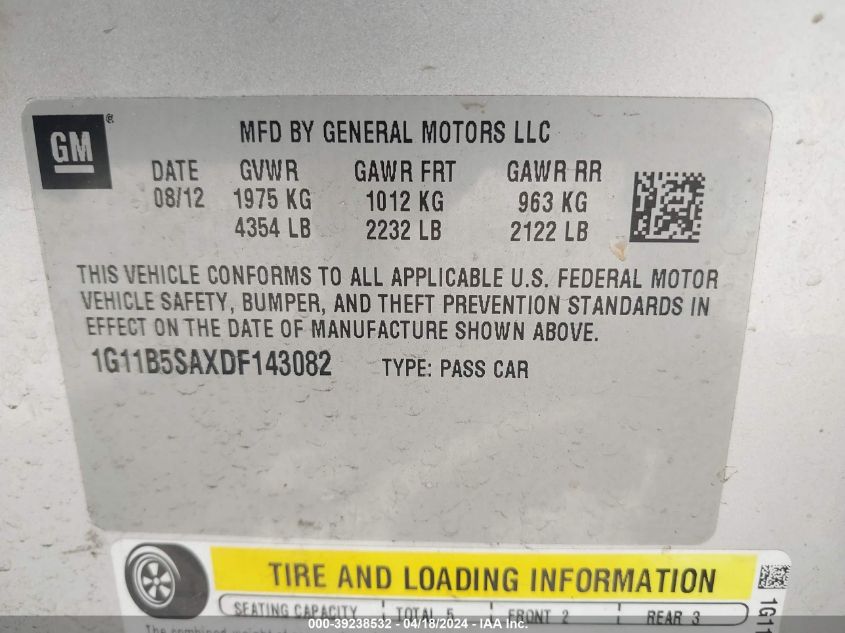 GM®
MFD BY GENERAL MOTORS LLC
DATE GVWR GAWR FRT GAWR RR
08/12 1975 KG 1012 KG 963 KG
4354 LB 2232 LB 2122 LB
THIS VEHICLE CONFORMS TO ALL APPLICABLE U.S. FEDERAL MOTOR
VEHICLE SAFETY, BUMPER, AND THEFT PREVENTION STANDARDS IN
EFFECT ON THE DATE OF MANUFACTURE SHOWN ABOVE.
1G11B5SAXDF143082 TYPE: PASS CAR
TIRE AND LOADING INFORMATION
SEATING CAPACITY TOTAL 5 FRONT 2 REAR 3
1G11
The combined
000-39238532 - 04/18/2024 - IAA Inc.